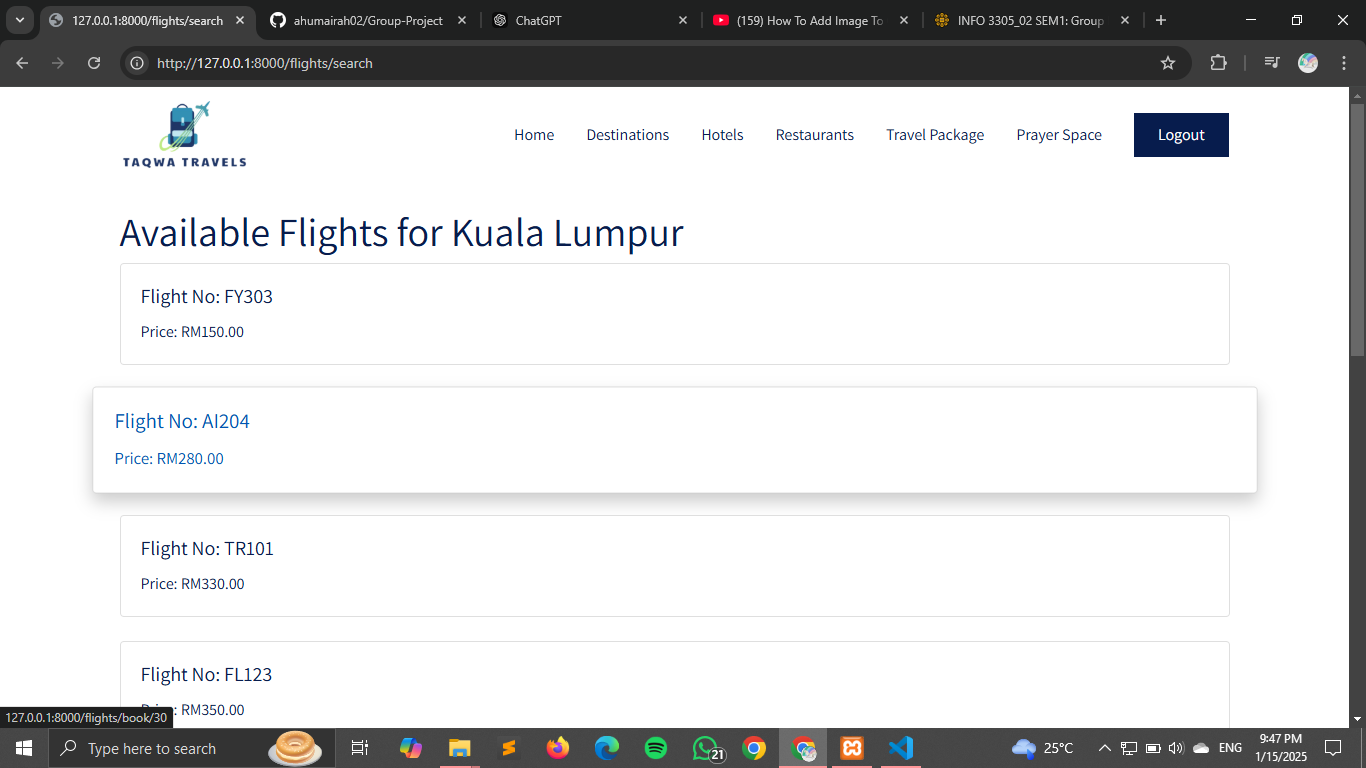 127.0.0.1:8000/flights/search
ahumairah02/Group-Project
ChatGPT
(159) How To Add Image To
INFO 3305_02 SEM1: Group
http://127.0.0.1:8000/flights/search
TAQWA TRAVELS
Home
Destinations
Hotels
Restaurants
Travel Package
Prayer Space
Logout
Available Flights for Kuala Lumpur
Flight No: FY303
Price: RM150.00
Flight No: AI204
Price: RM280.00
Flight No: TR101
Price: RM330.00
Flight No: FL123
Price: RM350.00
127.0.0.1:8000/flights/book/30
Type here to search
21
25°C
ENG
9:47 PM
1/15/2025